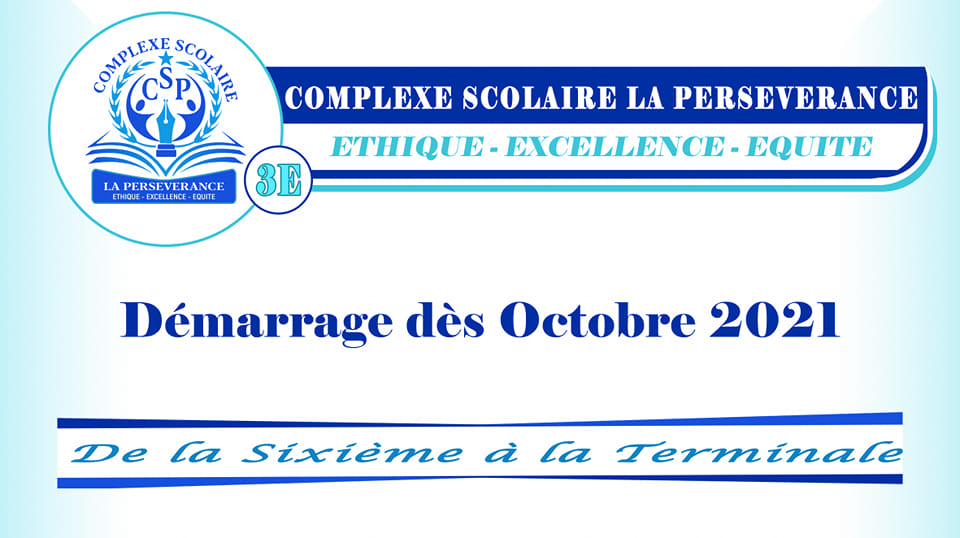 COMPLEXE SCOLAIRE
CSP
LA PERSEVERANCE
ETHIQUE - EXCELLENCE - EQUITE
3E
COMPLEXE SCOLAIRE LA PERSEVERANCE
ETHIQUE - EXCELLENCE - EQUITE
Démarrage dès Octobre 2021
De la Sixième à la Terminale